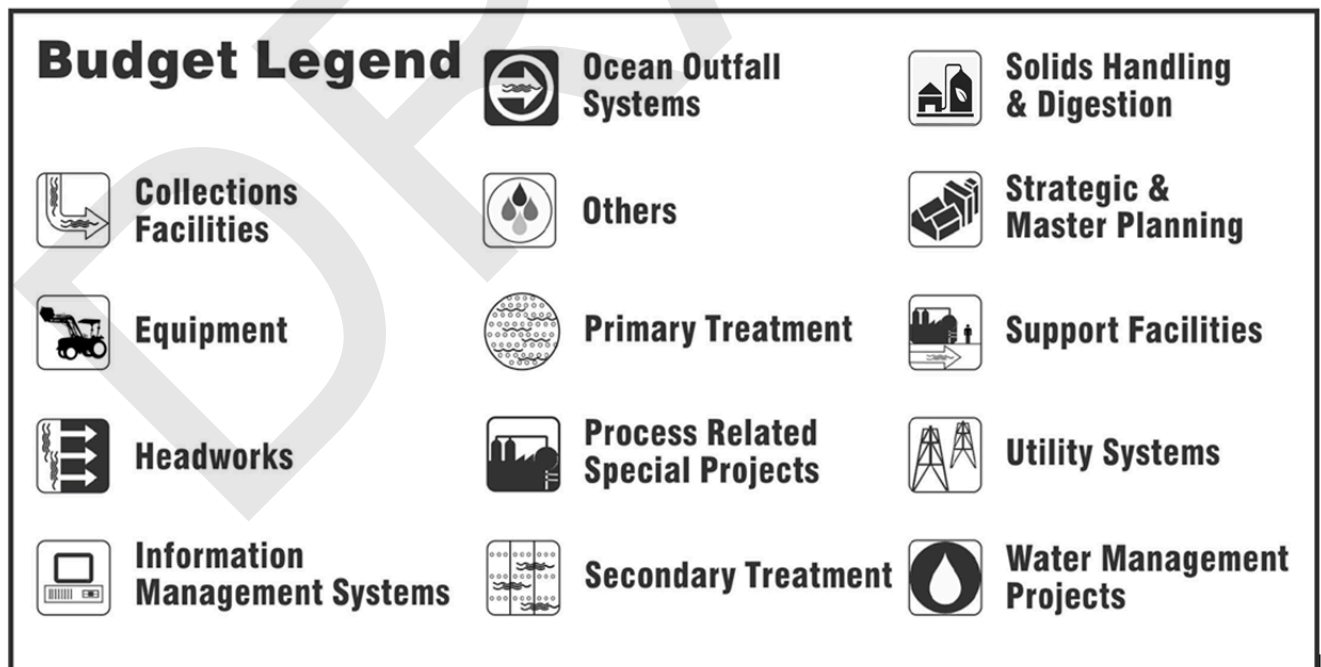 Budget Legend
Collections
Facilities
Equipment
Headworks
Information
Management Systems
Ocean Outfall
Systems
Others
Primary Treatment
Process Related
Special Projects
Secondary Treatment
Solids Handling
& Digestion
Strategic &
Master Planning
Support Facilities
Utility Systems
Water Management
Projects